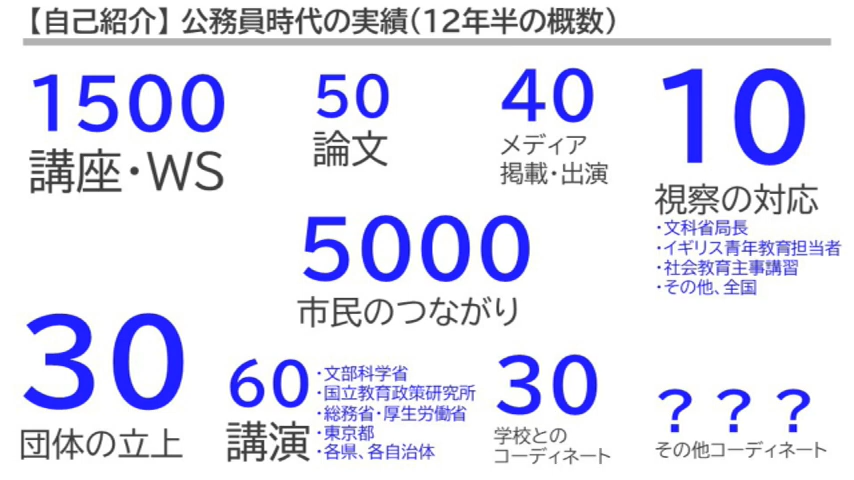 【自己紹介】公務員時代の実績(12年半の概数)
1500
講座・WS
50
論文
40
メディア
掲載・出演
10
視察の対応
・文科省局長
・イギリス青年教育担当者
・社会教育主事講習
・その他、全国
5000
市民のつながり
30
団体の立上
60
講演
・文部科学省
・国立教育政策研究所
・総務省・厚生労働省
・東京都
・各県、各自治体
30
学校との
コーディネート
? ? ?
その他コーディネート